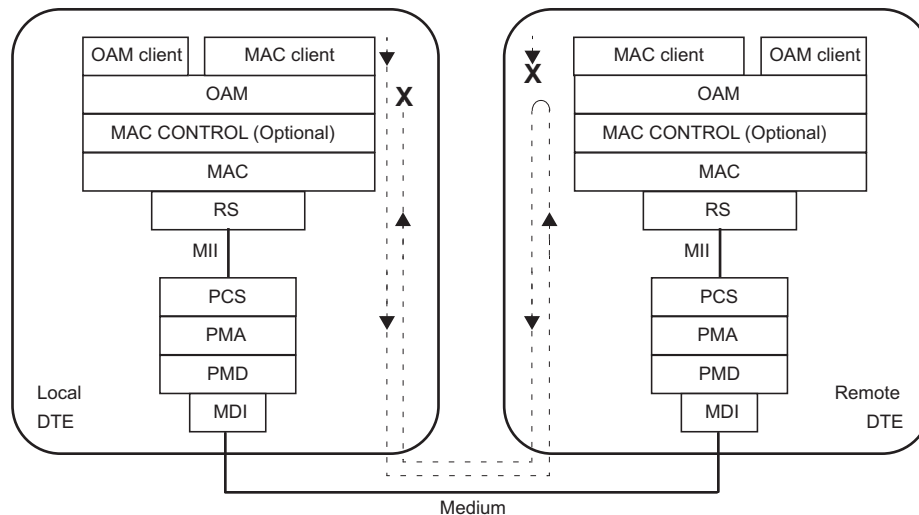 OAM client
MAC client
OAM
MAC CONTROL (Optional)
MAC
RS
MII
PCS
PMA
PMD
MDI
Local
DTE
X
X
MAC client
OAM client
OAM
MAC CONTROL (Optional)
MAC
RS
MII
PCS
PMA
PMD
MDI
Remote
DTE
Medium